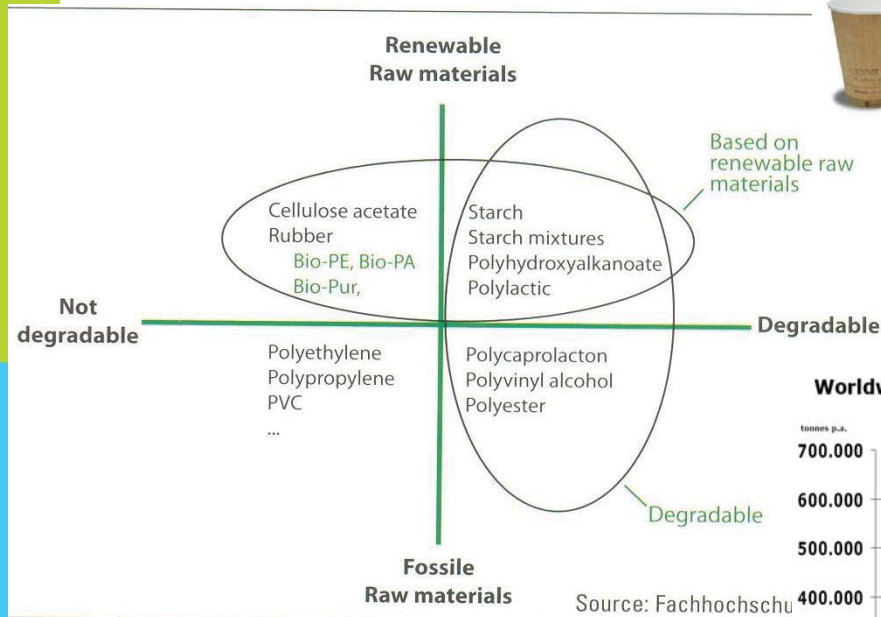 Renewable
Raw materials
Based on
renewable raw
materials
Cellulose acetate
Rubber
Bio-PE, Bio-PA
Bio-Pur,
Starch
Starch mixtures
Polyhydroxyalkanoate
Polylactic
Not
degradable
Degradable
Polyethylene
Polypropylene
PVC
...
Polycaprolacton
Polyvinyl alcohol
Polyester
Degradable
Fossile
Raw materials
Source: Fachhochschu
Worldw
tonnes p.a.
700.000
600.000
500.000
400.000